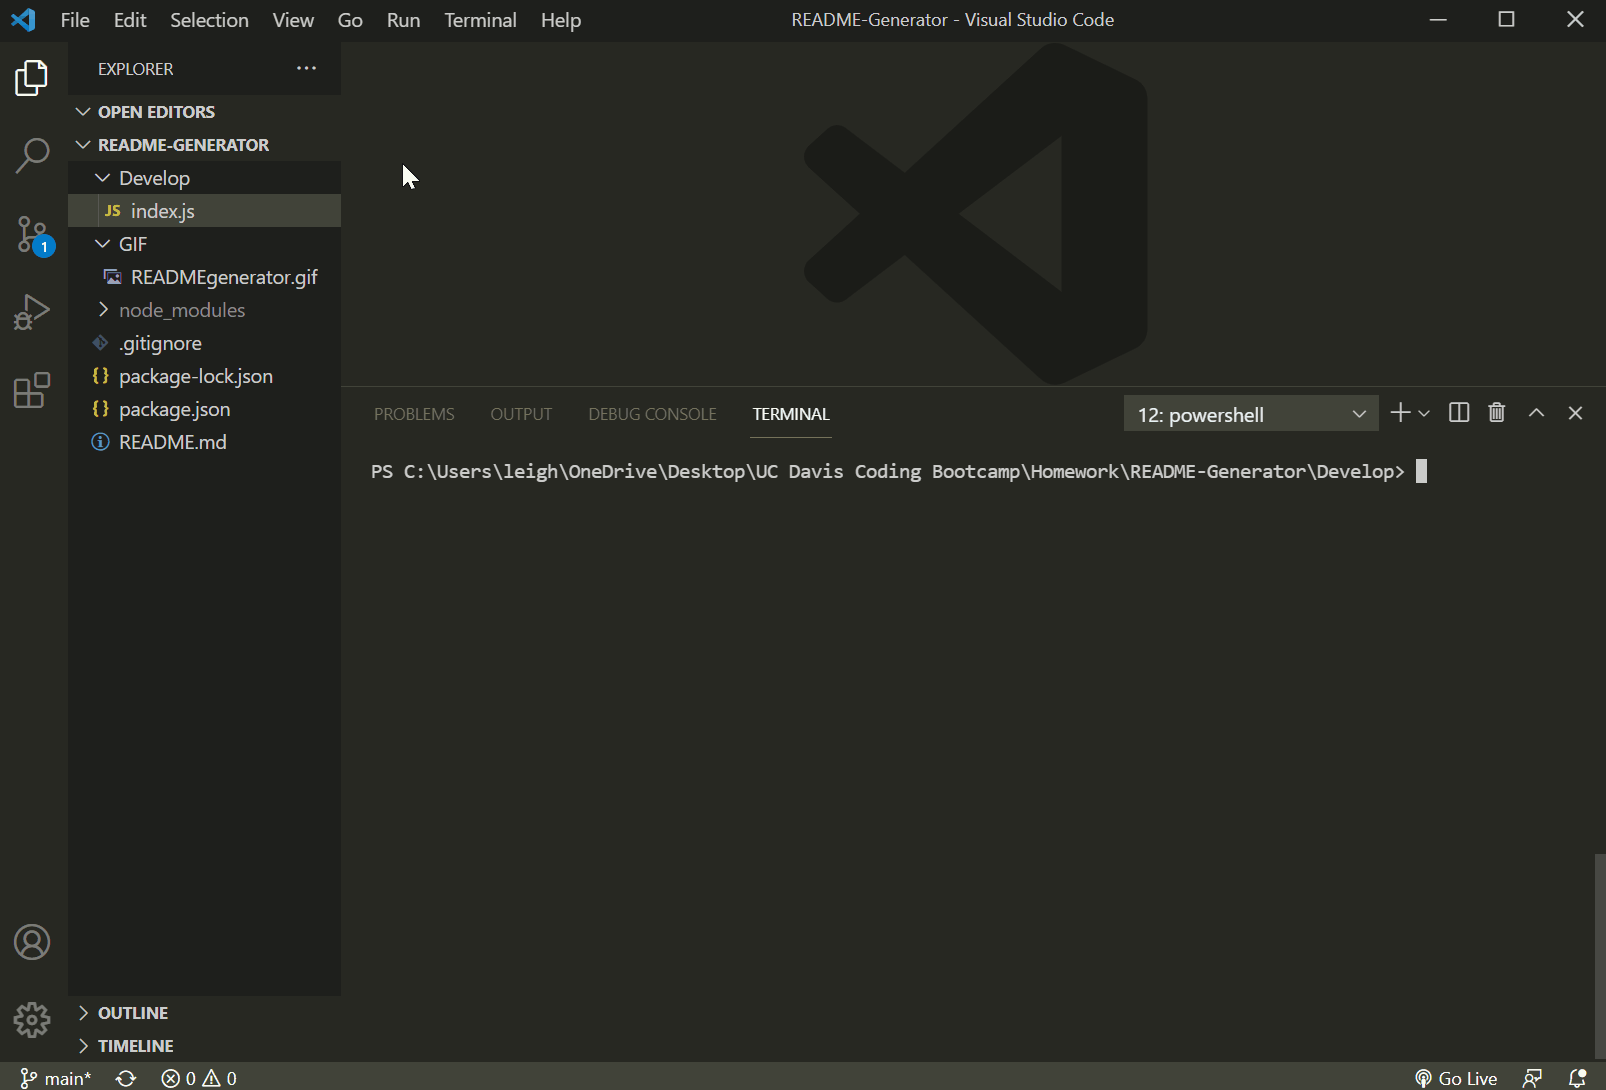 File Edit Selection View Go Run Terminal Help README-Generator - Visual Studio Code
EXPLORER
OPEN EDITORS
README-GENERATOR
Develop
JS index.js
GIF
READMEgenerator.gif
node_modules
.gitignore
{} package-lock.json
{} package.json
README.md
OUTLINE
TIMELINE
1
PROBLEMS OUTPUT DEBUG CONSOLE TERMINAL 12: powershell
PS C:\Users\leigh\OneDrive\Desktop\UC Davis Coding Bootcamp\Homework\README-Generator\Develop>
main* 0 0 Go Live